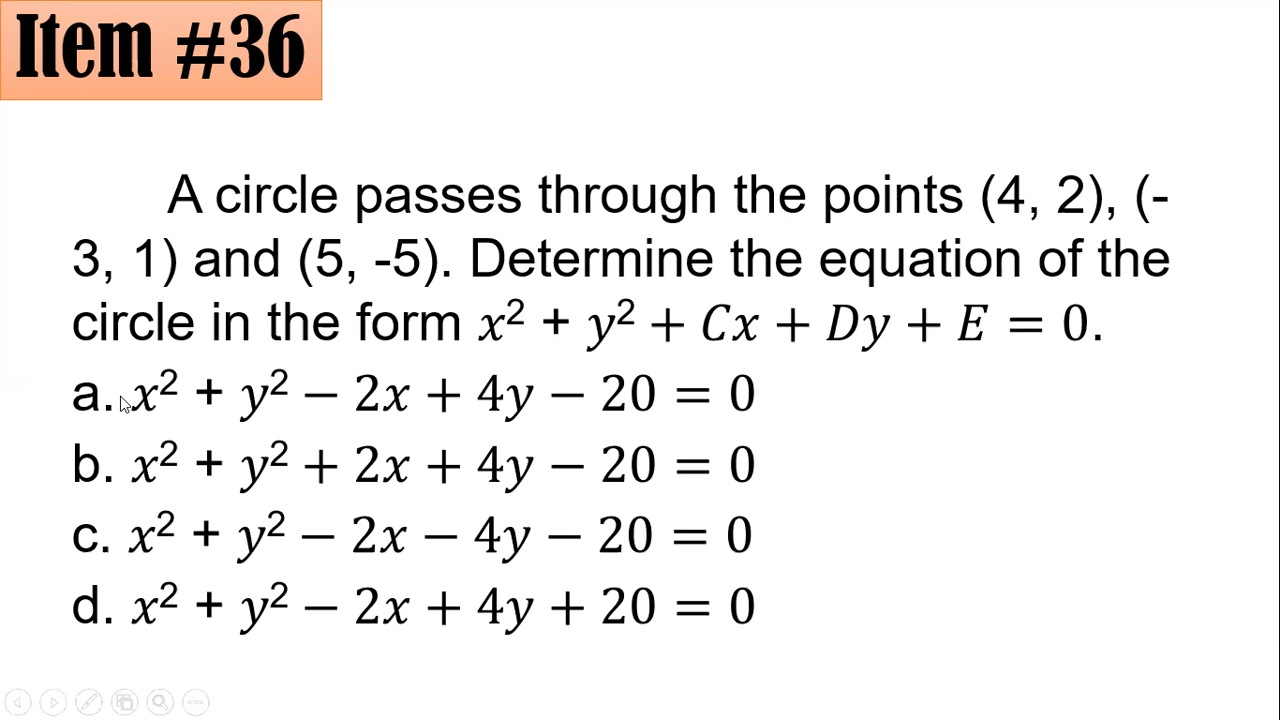 Item #36
A circle passes through the points (4, 2), (-
3, 1) and (5, -5). Determine the equation of the
circle in the form x² + y² + Cx + Dy + E = 0.
a. x² + y² − 2x + 4y − 20 = 0
b. x² + y² + 2x + 4y − 20 = 0
c. x² + y² − 2x − 4y − 20 = 0
d. x² + y² − 2x + 4y + 20 = 0